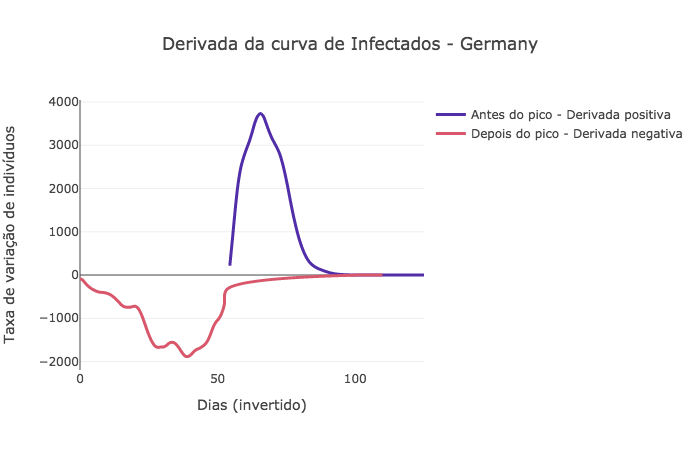 Derivada da curva de Infectados - Germany
Antes do pico - Derivada positiva
Depois do pico - Derivada negativa
Taxa de variação de indivíduos
4000
3000
2000
1000
0
−1000
−2000
0
50
100
Dias (invertido)